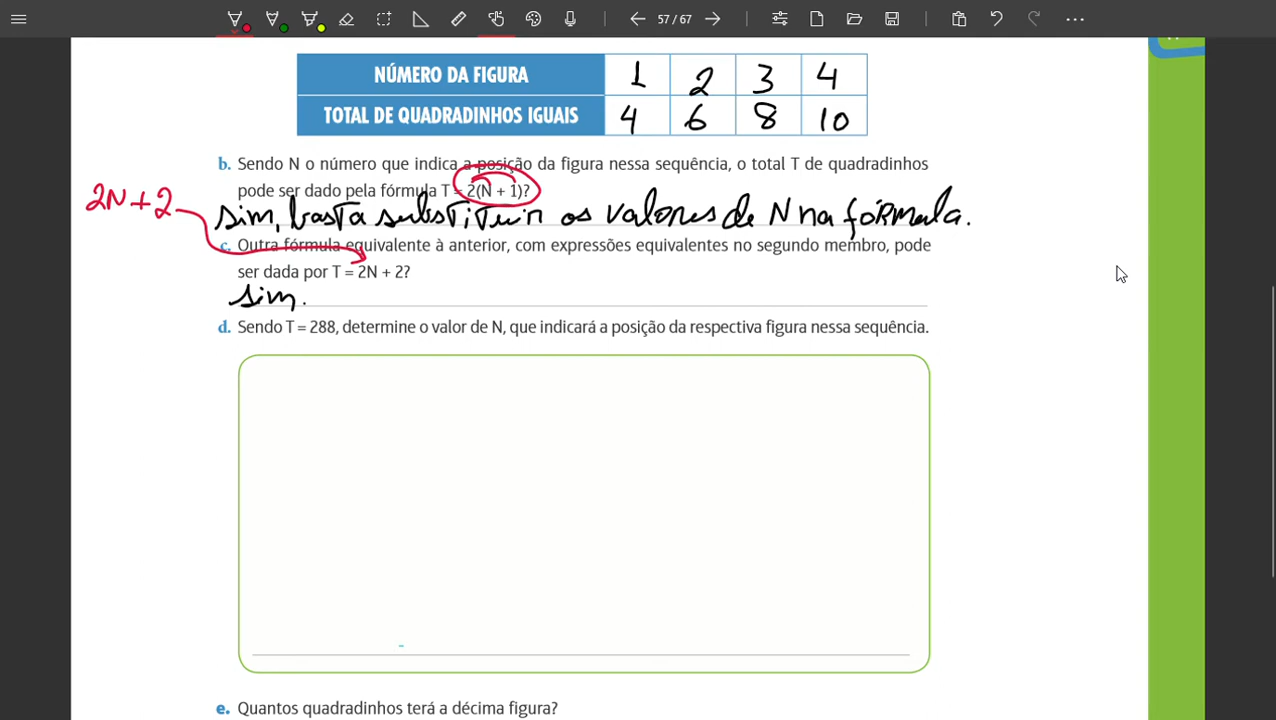 57 / 67
NÚMERO DA FIGURA 1 2 3 4
TOTAL DE QUADRADINHOS IGUAIS 4 6 8 10
b. Sendo N o número que indica a posição da figura nessa sequência, o total T de quadradinhos
pode ser dado pela fórmula T = 2(N + 1)?
2N + 2
sim, basta substituir os valores de N na fórmula.
c. Outra fórmula equivalente à anterior, com expressões equivalentes no segundo membro, pode
ser dada por T = 2N + 2?
sim.
d. Sendo T = 288, determine o valor de N, que indicará a posição da respectiva figura nessa sequência.
e. Quantos quadradinhos terá a décima figura?